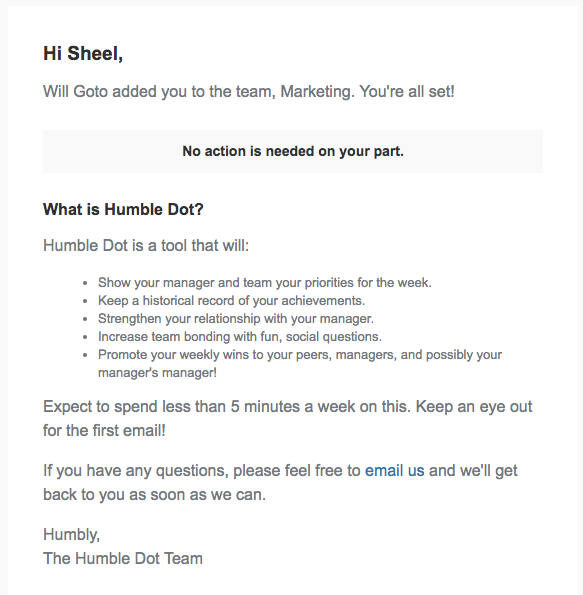 Hi Sheel,
Will Goto added you to the team, Marketing. You're all set!
No action is needed on your part.
What is Humble Dot?
Humble Dot is a tool that will:
• Show your manager and team your priorities for the week.
• Keep a historical record of your achievements.
• Strengthen your relationship with your manager.
• Increase team bonding with fun, social questions.
• Promote your weekly wins to your peers, managers, and possibly your
manager's manager!
Expect to spend less than 5 minutes a week on this. Keep an eye out
for the first email!
If you have any questions, please feel free to email us and we'll get
back to you as soon as we can.
Humbly,
The Humble Dot Team